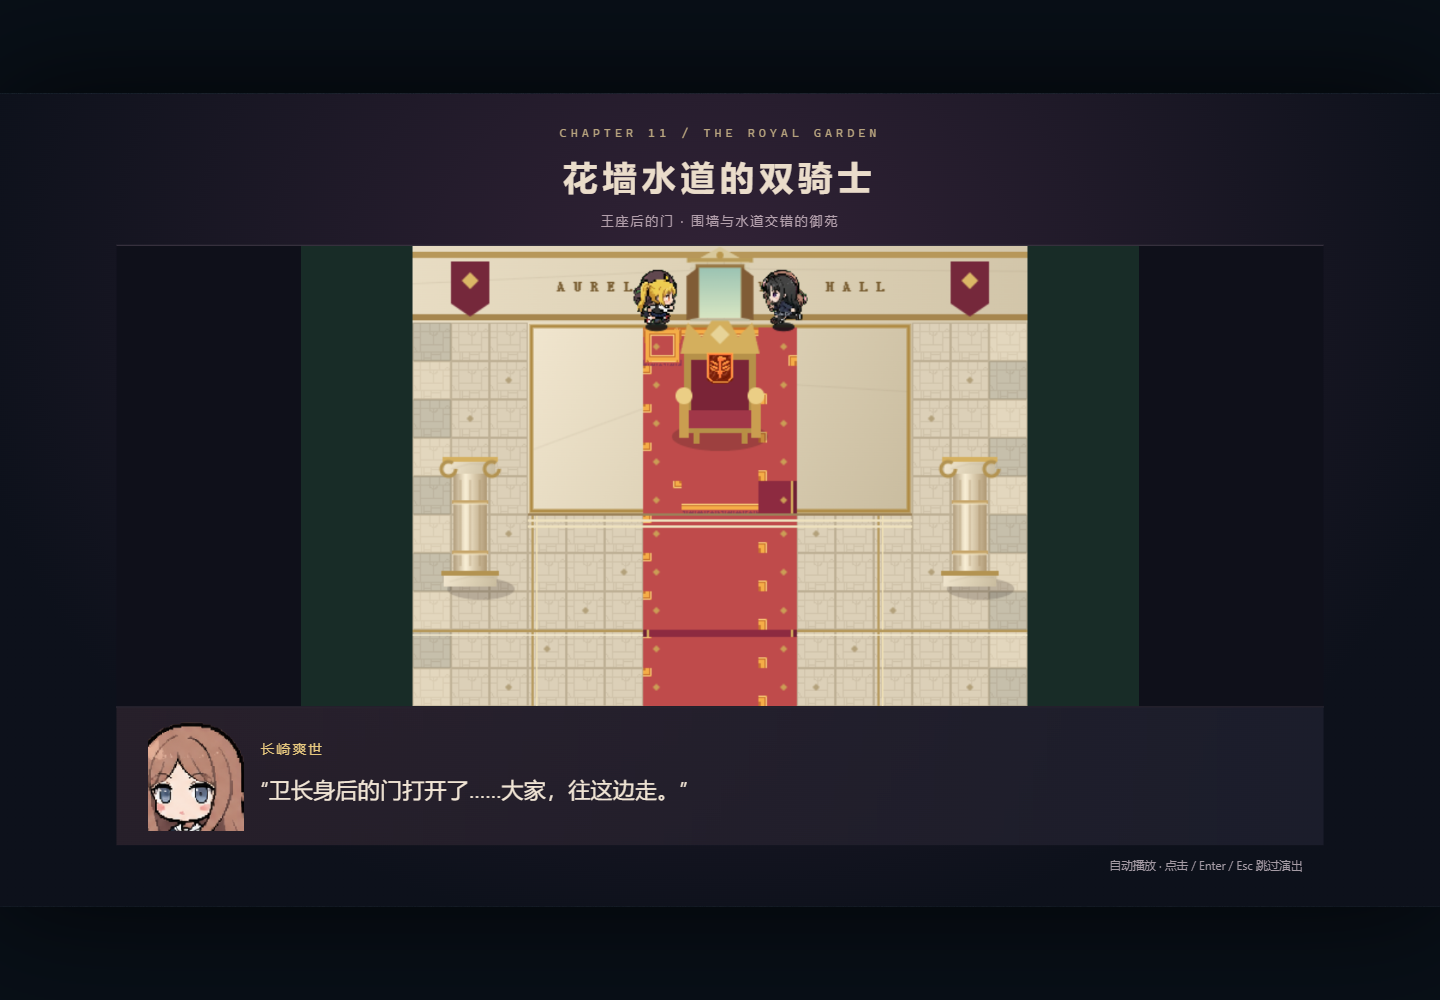 CHAPTER 11 / THE ROYAL GARDEN
花墙水道的双骑士
王座后的门 · 围墙与水道交错的御苑
AUREL
HALL
长崎爽世
“卫长身后的门打开了……大家，往这边走。”
自动播放 · 点击 / Enter / Esc 跳过演出